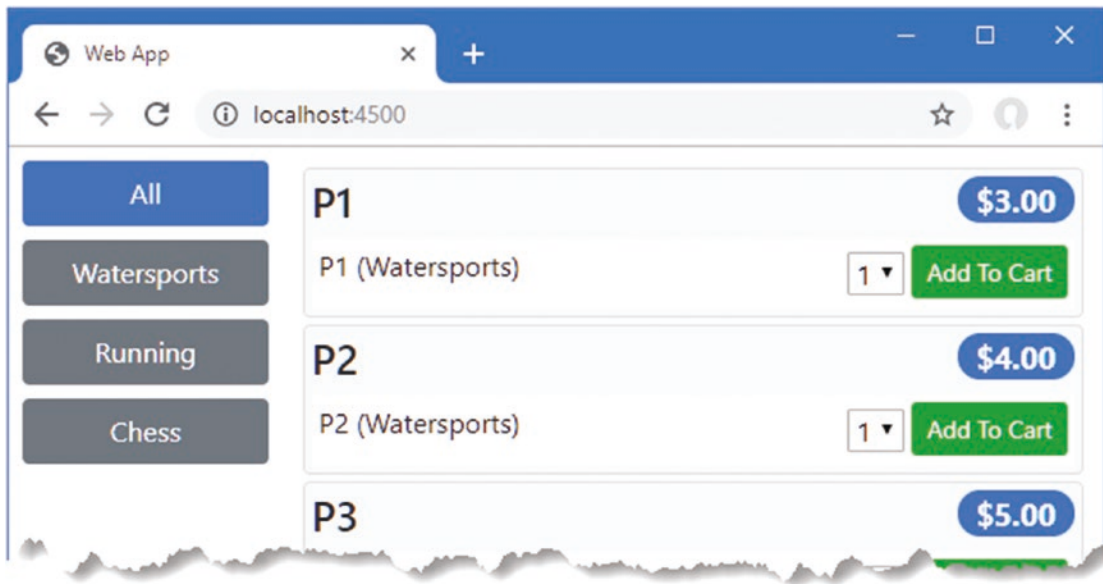 Web App
localhost:4500
All
Watersports
Running
Chess
P1
$3.00
P1 (Watersports)
1
Add To Cart
P2
$4.00
P2 (Watersports)
1
Add To Cart
P3
$5.00